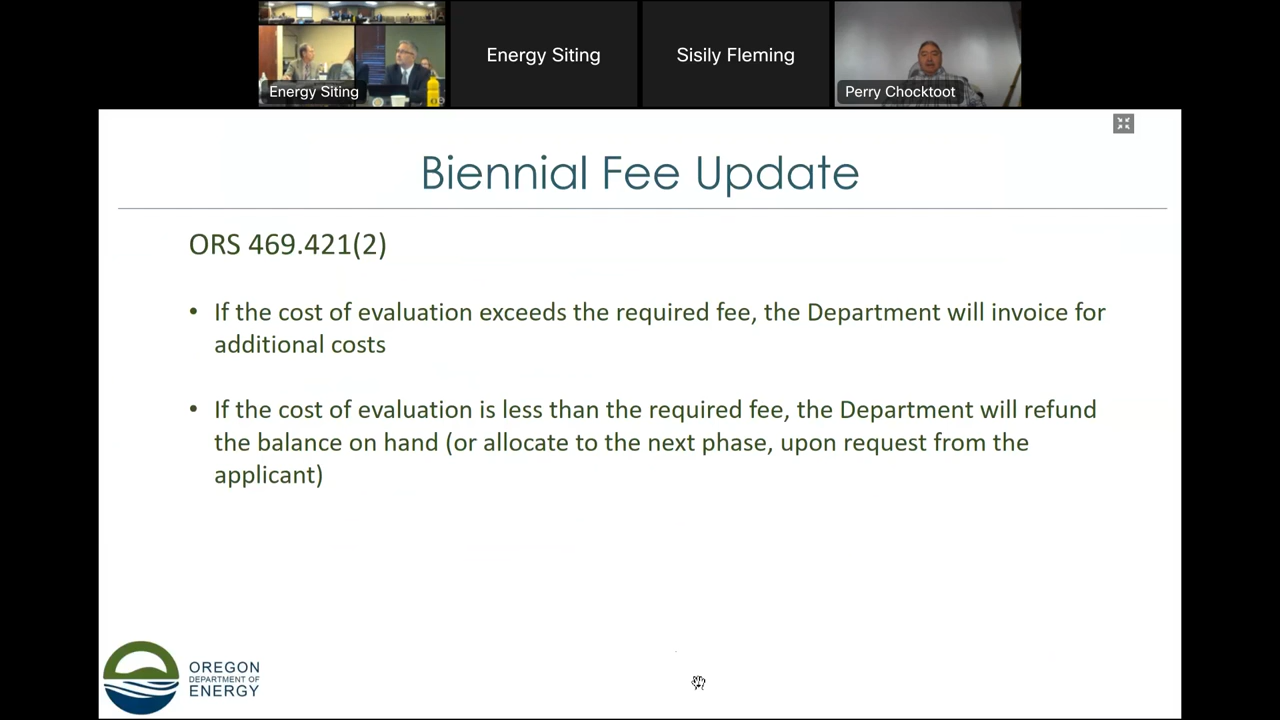 Energy Siting
Energy Siting
Sisily Fleming
Perry Chocktoot
Biennial Fee Update
ORS 469.421(2)
• If the cost of evaluation exceeds the required fee, the Department will invoice for
additional costs
• If the cost of evaluation is less than the required fee, the Department will refund
the balance on hand (or allocate to the next phase, upon request from the
applicant)
OREGON
DEPARTMENT OF
ENERGY